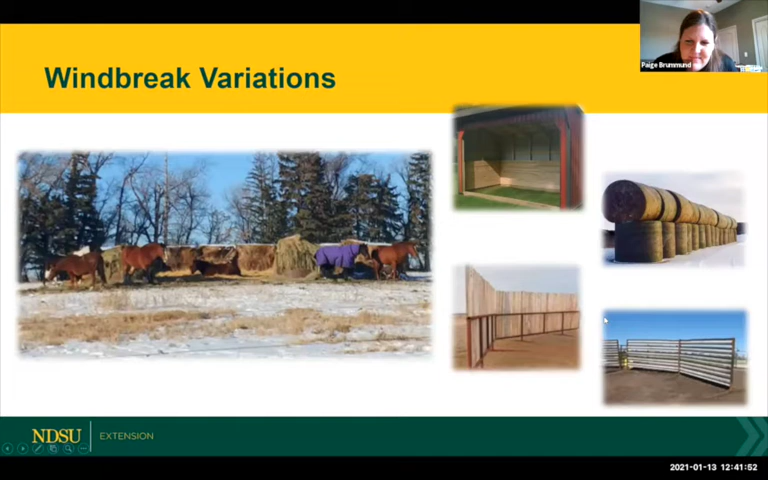 Paige Brummund
Windbreak Variations
NDSU EXTENSION
2021-01-13 12:41:52